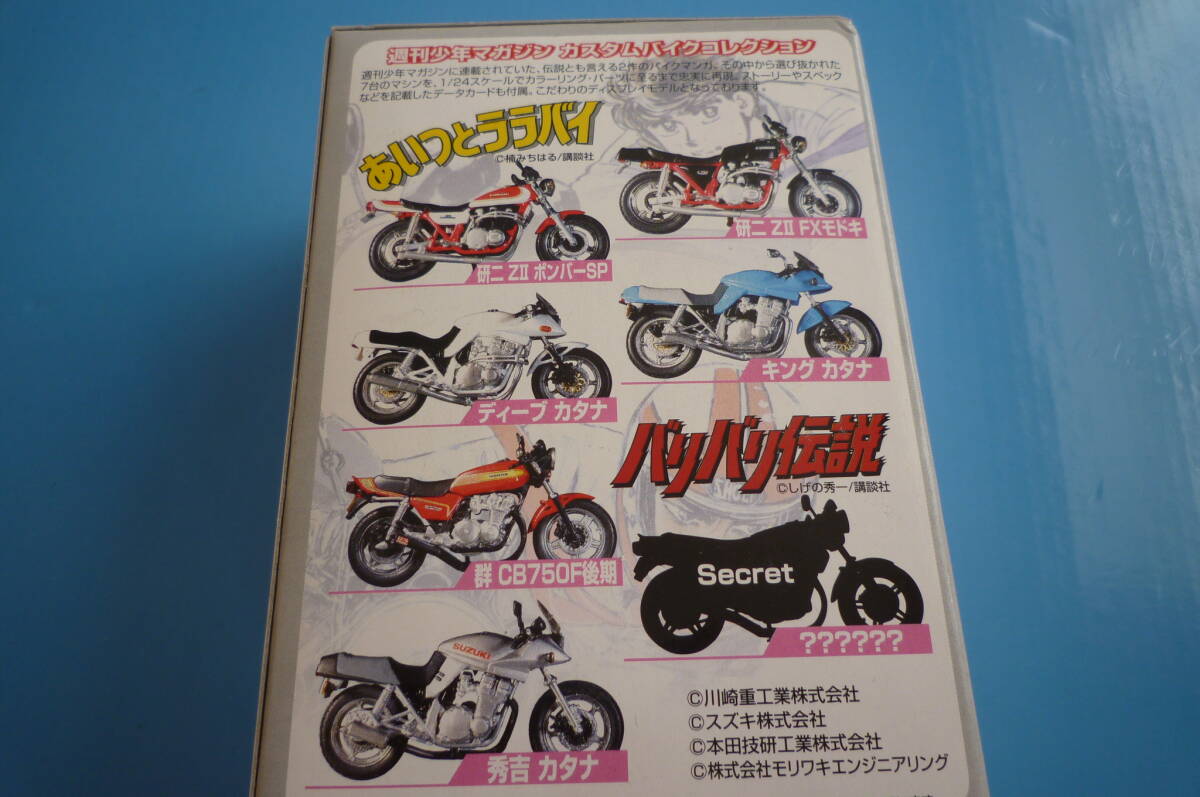 週刊少年マガジン カスタムバイクコレクション
週刊少年マガジンに連載されていた、伝説とも言える2作のバイクマンガ。その中から選び抜かれた
7台のマシンを、1/24スケールでカラーリング・パーツに至るまで忠実に再現。ストーリーやスペック
などを記載したデータカードも付属。こだわりのディスプレイモデルとなっております。
あいつとララバイ
©楠みちはる/講談社
研二 ZⅡ FXモドキ
研二 ZⅡ ボンバーSP
キング カタナ
ディープ カタナ
バリバリ伝説
©しげの秀一/講談社
群 CB750F後期
Secret
??????
SUZUKI
秀吉 カタナ
©川崎重工業株式会社
©スズキ株式会社
©本田技研工業株式会社
©株式会社モリワキエンジニアリング